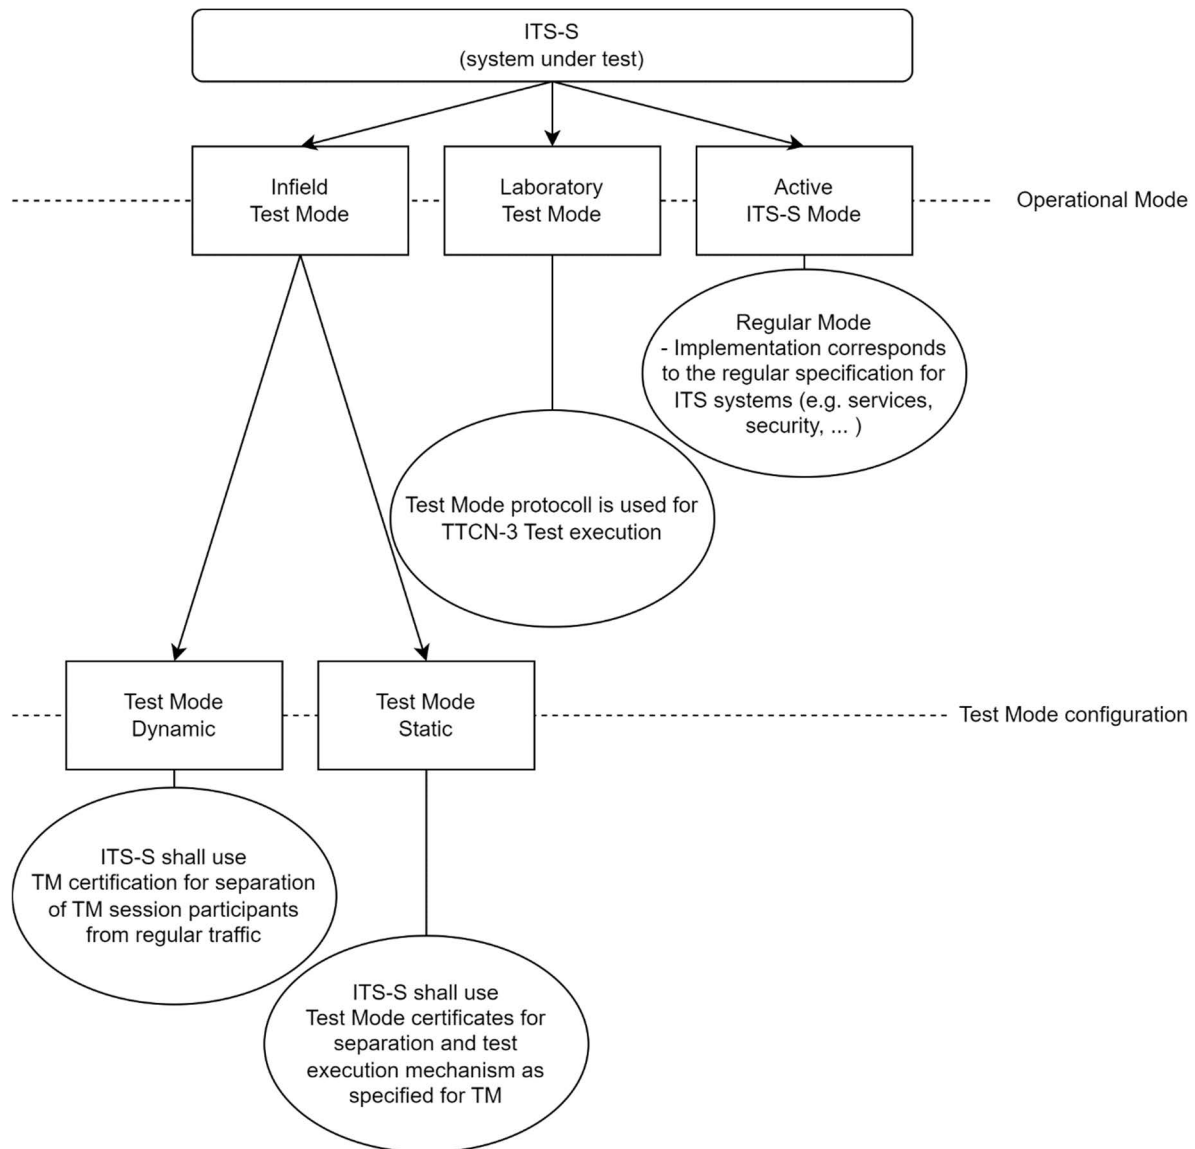 ITS-S
(system under test)
Infield
Test Mode
Laboratory
Test Mode
Active
ITS-S Mode
Operational Mode
Regular Mode
- Implementation corresponds
to the regular specification for
ITS systems (e.g. services,
security, ... )
Test Mode protocoll is used for
TTCN-3 Test execution
Test Mode
Dynamic
Test Mode
Static
Test Mode configuration
ITS-S shall use
TM certification for separation
of TM session participants
from regular traffic
ITS-S shall use
Test Mode certificates for
separation and test
execution mechanism as
specified for TM